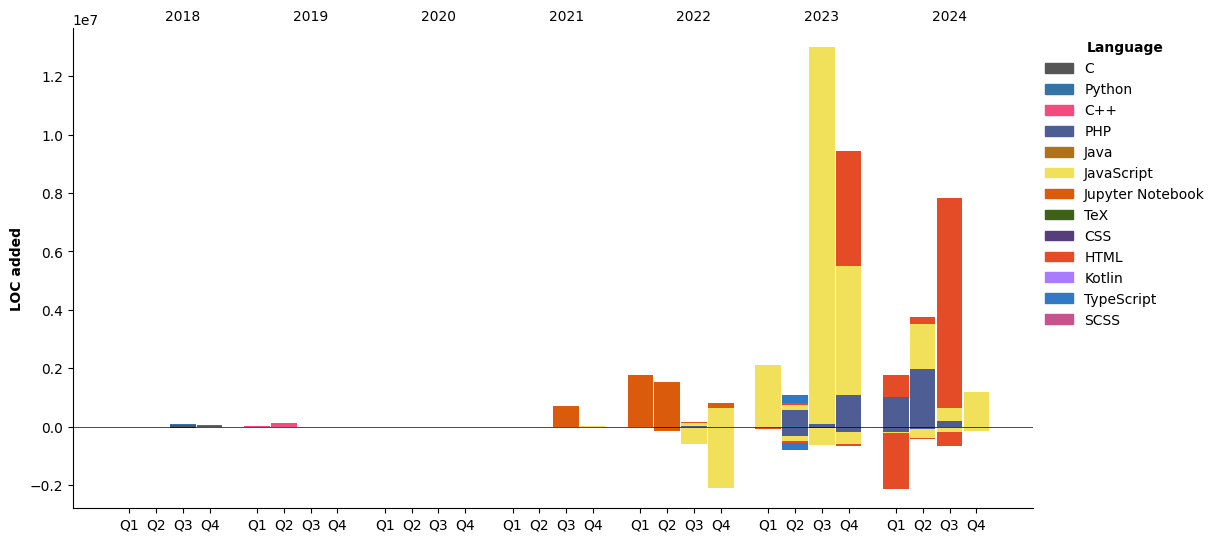 1e7
2018 2019 2020 2021 2022 2023 2024
LOC added
1.2
1.0
0.8
0.6
0.4
0.2
0.0
−0.2
Q1 Q2 Q3 Q4 Q1 Q2 Q3 Q4 Q1 Q2 Q3 Q4 Q1 Q2 Q3 Q4 Q1 Q2 Q3 Q4 Q1 Q2 Q3 Q4 Q1 Q2 Q3 Q4
Language
C
Python
C++
PHP
Java
JavaScript
Jupyter Notebook
TeX
CSS
HTML
Kotlin
TypeScript
SCSS